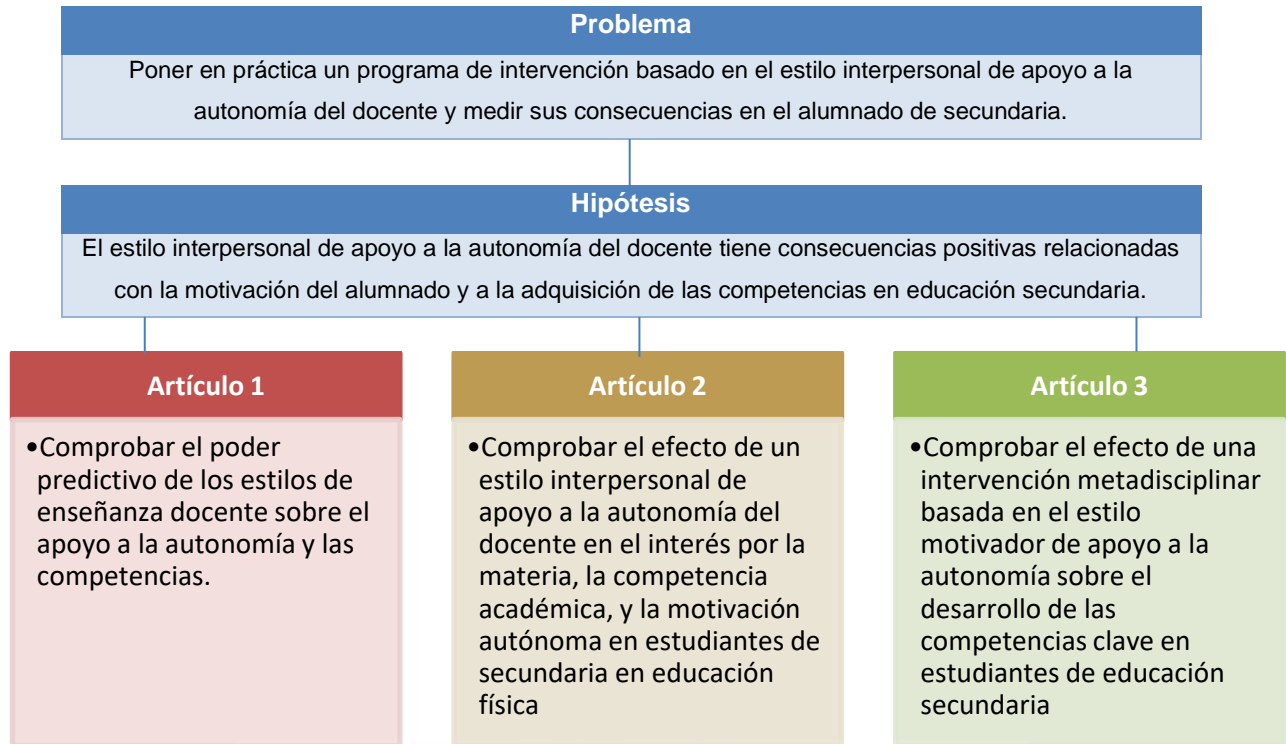 Problema
Poner en práctica un programa de intervención basado en el estilo interpersonal de apoyo a la
autonomía del docente y medir sus consecuencias en el alumnado de secundaria.
Hipótesis
El estilo interpersonal de apoyo a la autonomía del docente tiene consecuencias positivas relacionadas
con la motivación del alumnado y a la adquisición de las competencias en educación secundaria.
Artículo 1
•Comprobar el poder
predictivo de los estilos de
enseñanza docente sobre el
apoyo a la autonomía y las
competencias.
Artículo 2
•Comprobar el efecto de un
estilo interpersonal de
apoyo a la autonomía del
docente en el interés por la
materia, la competencia
académica, y la motivación
autónoma en estudiantes de
secundaria en educación
física
Artículo 3
•Comprobar el efecto de una
intervención metadisciplinar
basada en el estilo
motivador de apoyo a la
autonomía sobre el
desarrollo de las
competencias clave en
estudiantes de educación
secundaria